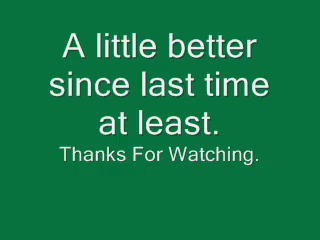 A little better
since last time
at least.
Thanks For Watching.